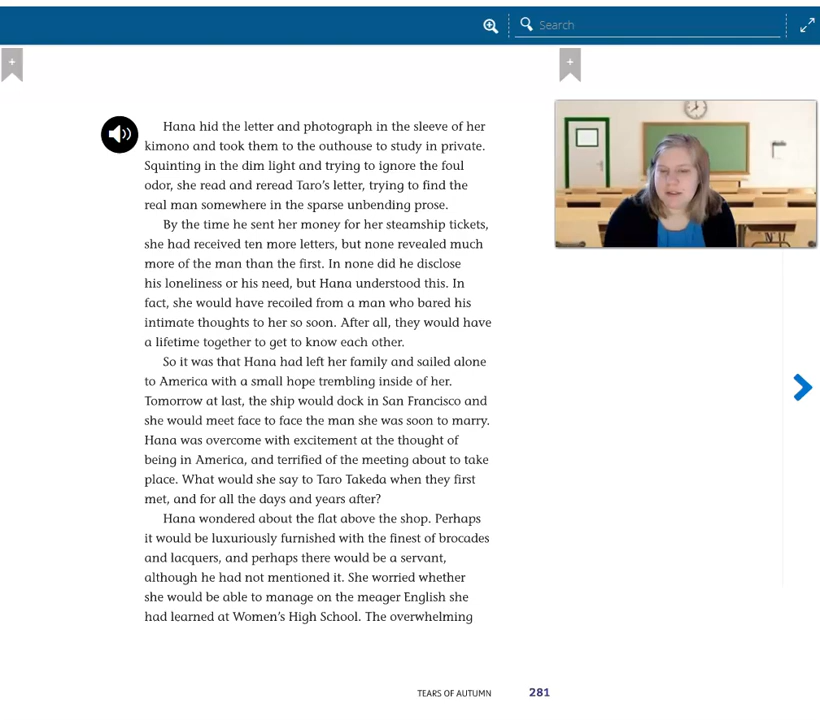 Search
Hana hid the letter and photograph in the sleeve of her
kimono and took them to the outhouse to study in private.
Squinting in the dim light and trying to ignore the foul
odor, she read and reread Taro's letter, trying to find the
real man somewhere in the sparse unbending prose.
By the time he sent her money for her steamship tickets,
she had received ten more letters, but none revealed much
more of the man than the first. In none did he disclose
his loneliness or his need, but Hana understood this. In
fact, she would have recoiled from a man who bared his
intimate thoughts to her so soon. After all, they would have
a lifetime together to get to know each other.
So it was that Hana had left her family and sailed alone
to America with a small hope trembling inside of her.
Tomorrow at last, the ship would dock in San Francisco and
she would meet face to face the man she was soon to marry.
Hana was overcome with excitement at the thought of
being in America, and terrified of the meeting about to take
place. What would she say to Taro Takeda when they first
met, and for all the days and years after?
Hana wondered about the flat above the shop. Perhaps
it would be luxuriously furnished with the finest of brocades
and lacquers, and perhaps there would be a servant,
although he had not mentioned it. She worried whether
she would be able to manage on the meager English she
had learned at Women's High School. The overwhelming
TEARS OF AUTUMN 281